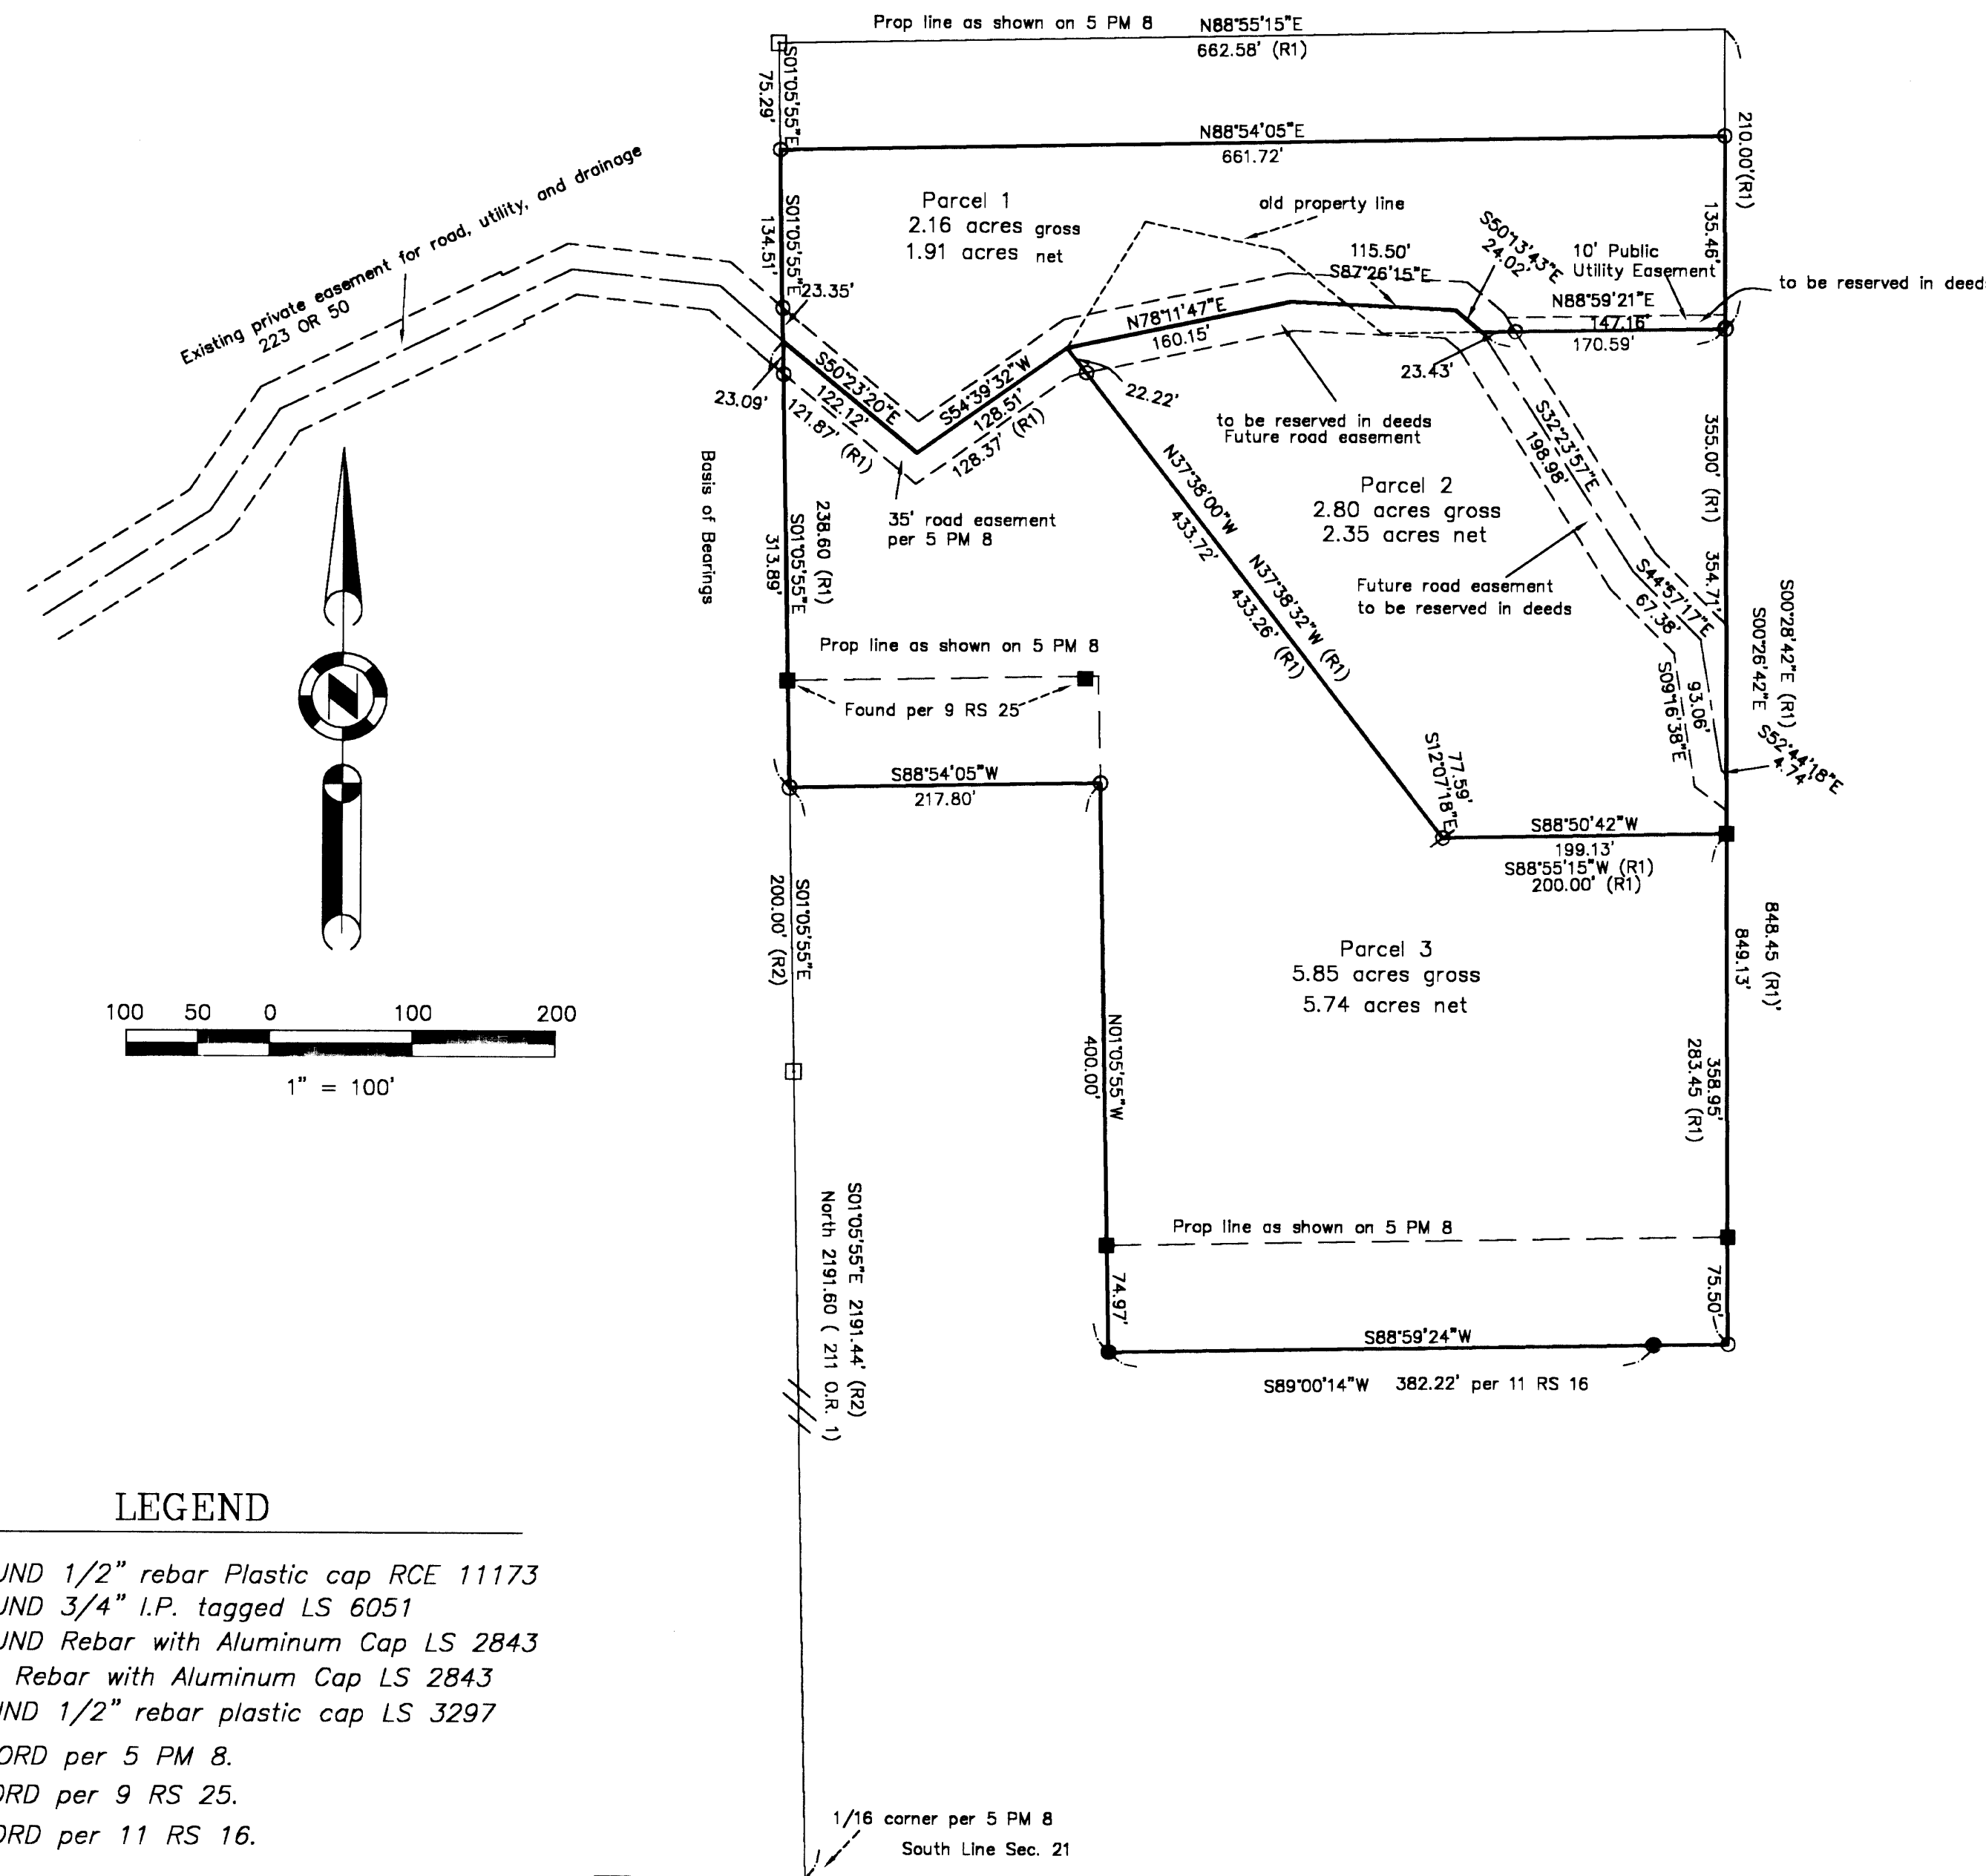 Prop line as shown on 5 PM 8
N88°55'15"E
662.58' (R1)
S01°05'55"E
75.29'
N88°54'05"E
661.72'
210.00'(R1)
Existing private easement for road, utility, and drainage
223 OR 50
S01°05'55"E
134.51'
Parcel 1
2.16 acres gross
1.91 acres net
old property line
115.50'
S87°26'15"E
S50°13'43"E
24.02'
10' Public
Utility Easement
135.46'
to be reserved in deed
N88°59'21"E
147.16'
170.59'
23.35'
N78°11'47"E
160.15'
23.43'
23.09'
S50°23'20"E
122.12'
121.87' (R1)
S54°39'32"W
128.51'
128.37' (R1)
22.22'
to be reserved in deeds
Future road easement
S32°23'57"E
198.98'
355.00' (R1)
354.71'
Basis of Bearings
238.60 (R1)
S01°05'55"E
313.89'
35' road easement
per 5 PM 8
N37°38'00"W
433.72'
N37°38'32"W (R1)
433.26' (R1)
Parcel 2
2.80 acres gross
2.35 acres net
Future road easement
to be reserved in deeds
S44°57'17"E
67.38'
S00°28'42"E (R1)
S00°26'42"E
Prop line as shown on 5 PM 8
Found per 9 RS 25
93.06'
S09°16'38"E
S52°44'18"E
4.74'
S88°54'05"W
217.80'
77.59'
S12°07'18"E
S88°50'42"W
199.13'
S88°55'15"W (R1)
200.00' (R1)
S01°05'55"E
200.00' (R2)
Parcel 3
5.85 acres gross
5.74 acres net
848.45 (R1)'
849.13'
100 50 0 100 200
1" = 100'
N01°05'55"W
400.00'
358.95'
283.45 (R1)
S01°05'55"E 2191.44' (R2)
North 2191.60 ( 211 O.R. 1)
Prop line as shown on 5 PM 8
74.97'
75.50'
S88°59'24"W
S89°00'14"W 382.22' per 11 RS 16
LEGEND
UND 1/2" rebar Plastic cap RCE 11173
UND 3/4" I.P. tagged LS 6051
UND Rebar with Aluminum Cap LS 2843
Rebar with Aluminum Cap LS 2843
UND 1/2" rebar plastic cap LS 3297
ORD per 5 PM 8.
ORD per 9 RS 25.
ORD per 11 RS 16.
1/16 corner per 5 PM 8
South Line Sec. 21